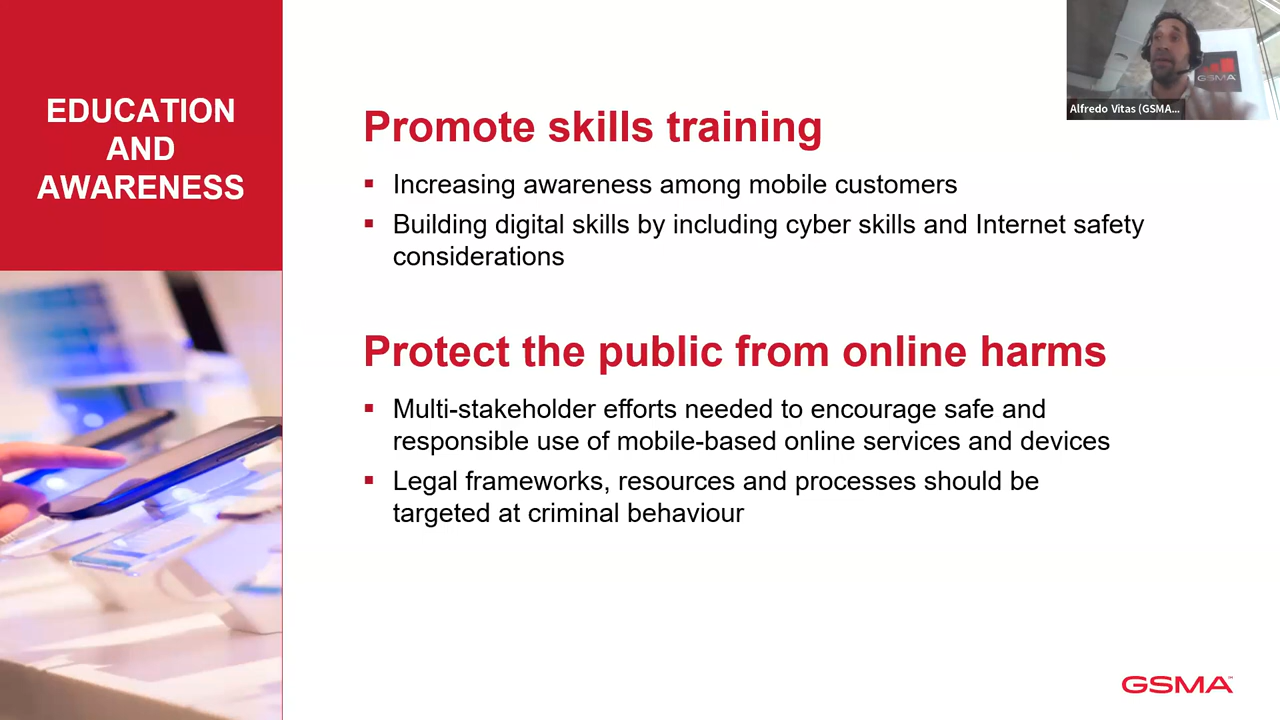 EDUCATION
AND
AWARENESS
Promote skills training
▪ Increasing awareness among mobile customers
▪ Building digital skills by including cyber skills and Internet safety
considerations
Protect the public from online harms
▪ Multi-stakeholder efforts needed to encourage safe and
responsible use of mobile-based online services and devices
▪ Legal frameworks, resources and processes should be
targeted at criminal behaviour
GSMA
Alfredo Vitas (GSMA...
GSMA™